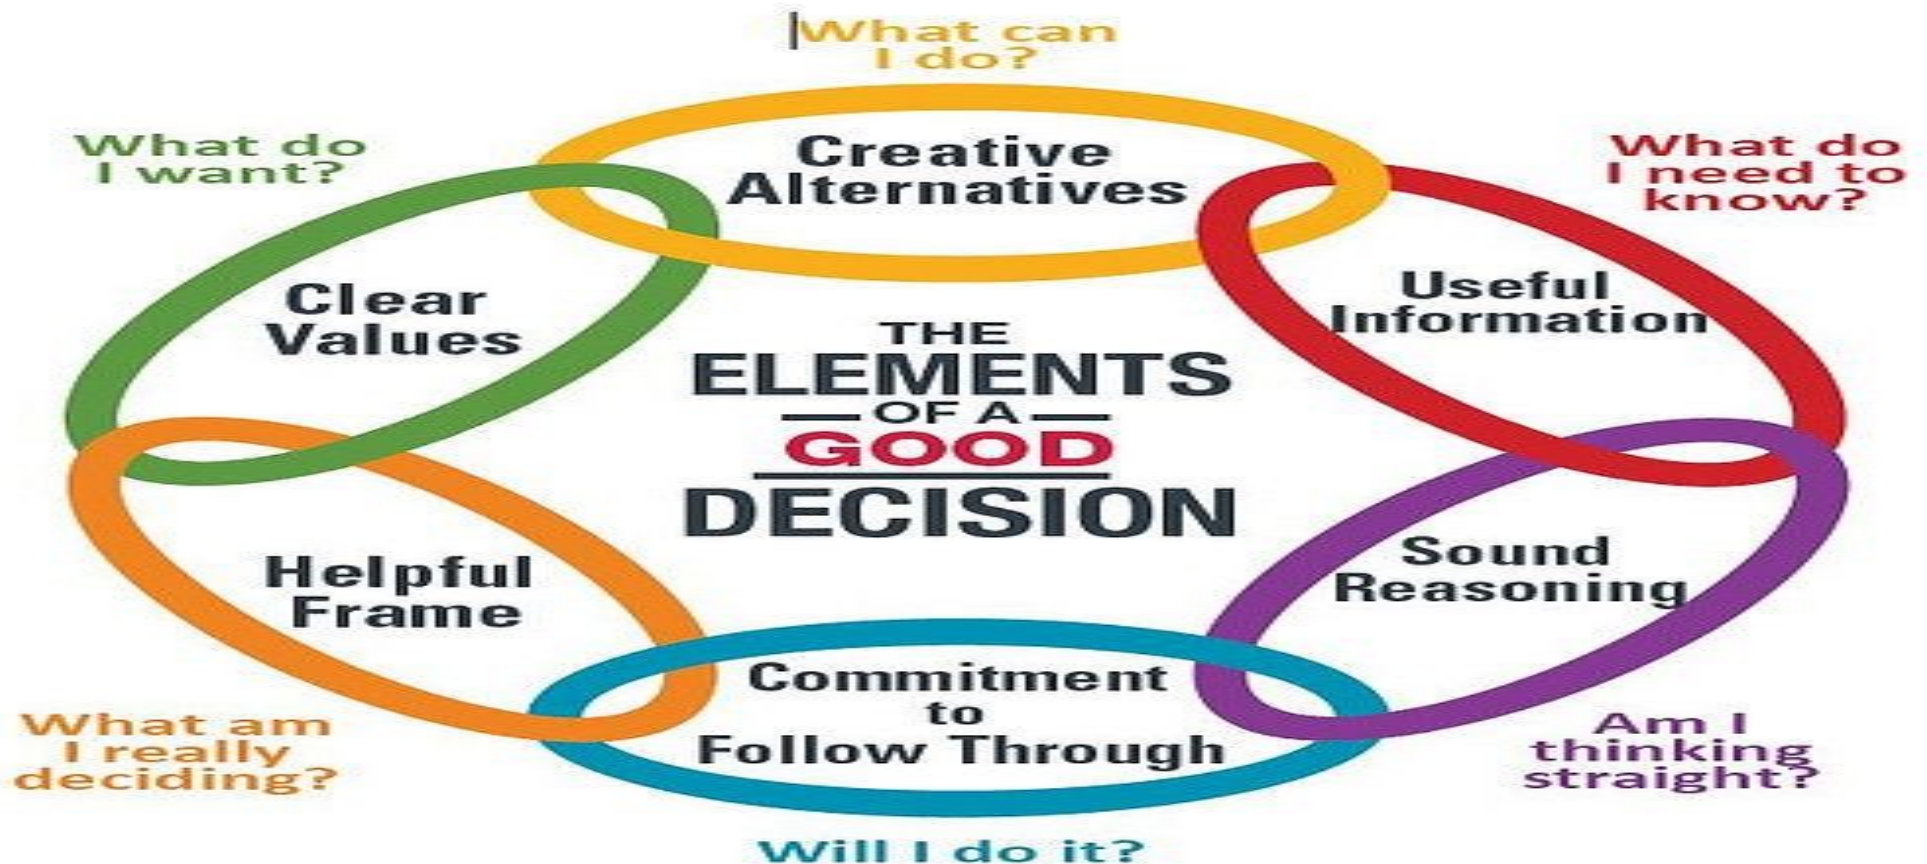 What can
I do?
Creative
Alternatives
What do
I want?
Clear
Values
What do
I need to
know?
Useful
Information
THE
ELEMENTS
OF A
GOOD
DECISION
Helpful
Frame
What am
I really
deciding?
Sound
Reasoning
Am I
thinking
straight?
Commitment
to
Follow Through
Will I do it?